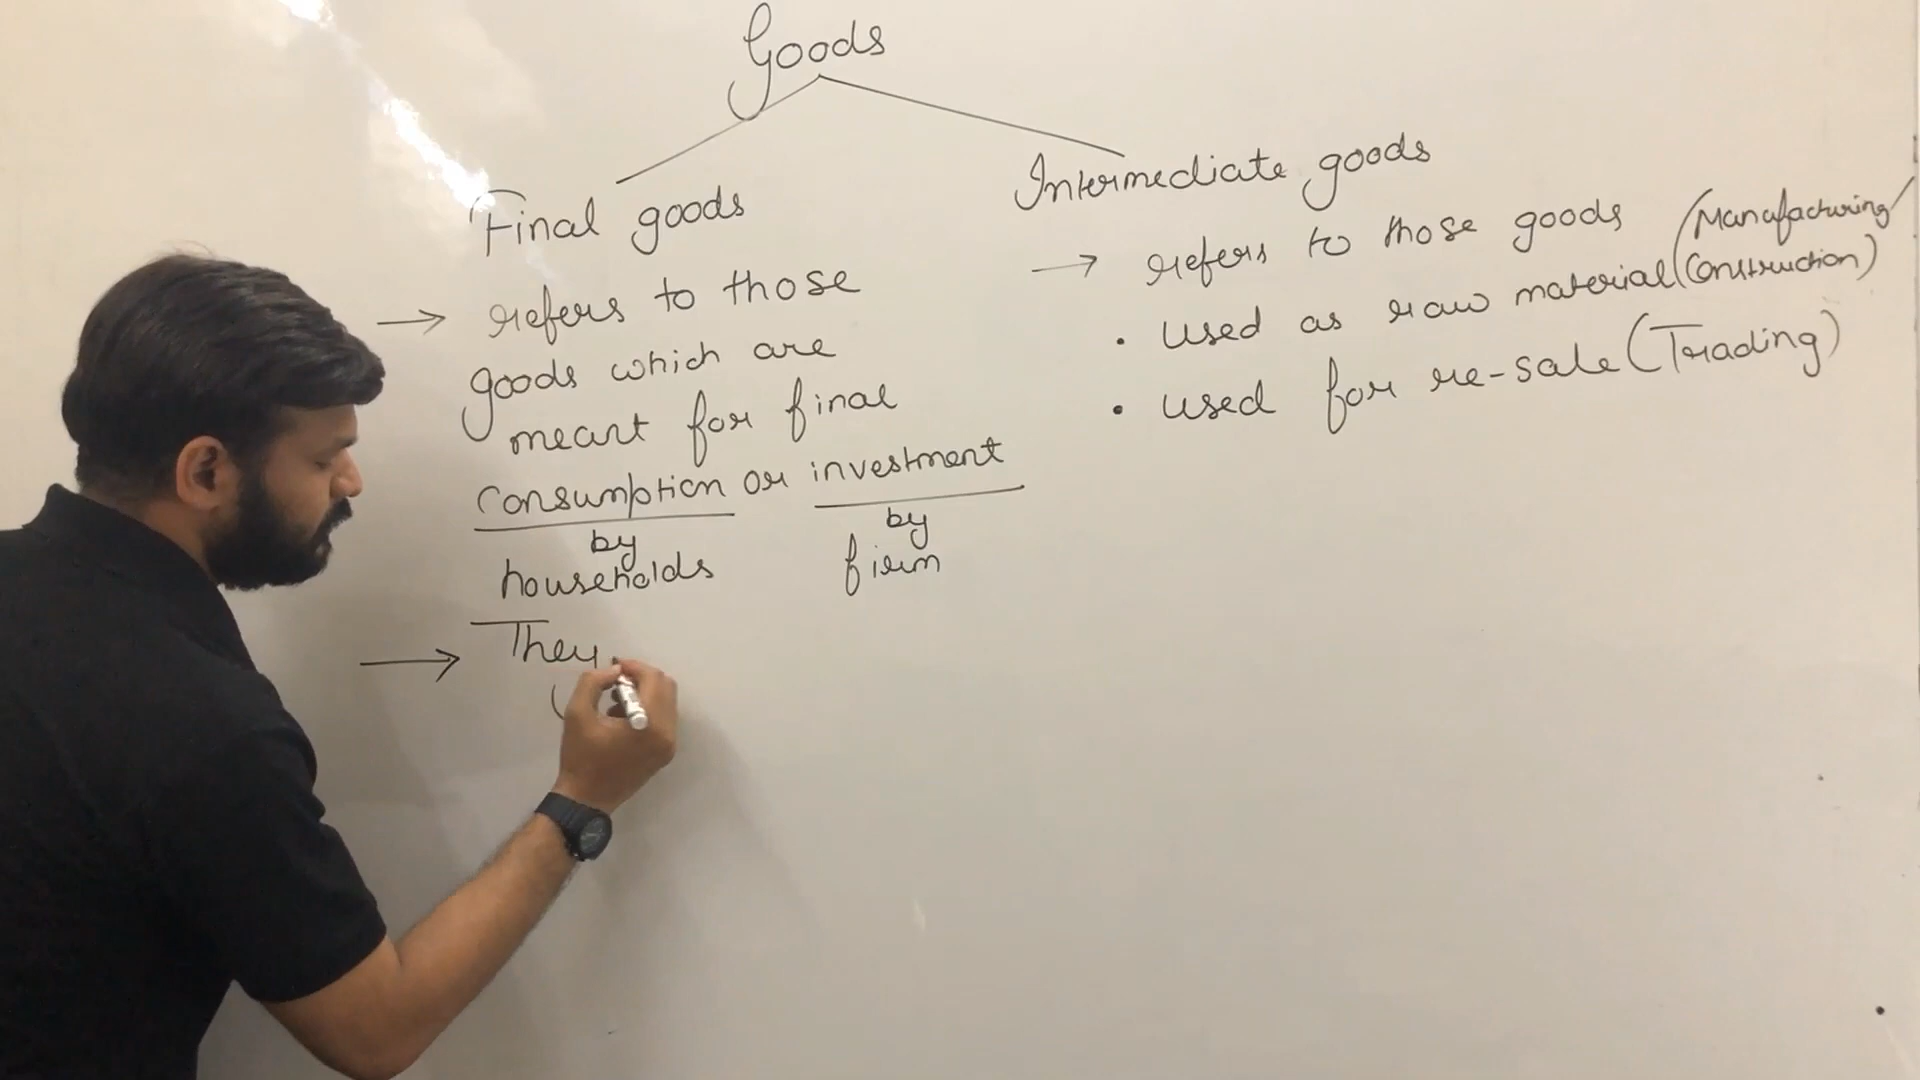 Goods
Final goods
→ refers to those
goods which are
meant for final
consumption or investment
by
households
by
firm
→ They
Intermediate goods
→ refers to those goods
• used as raw material (Manufacturing/
Construction)
• used for re-sale (Trading)